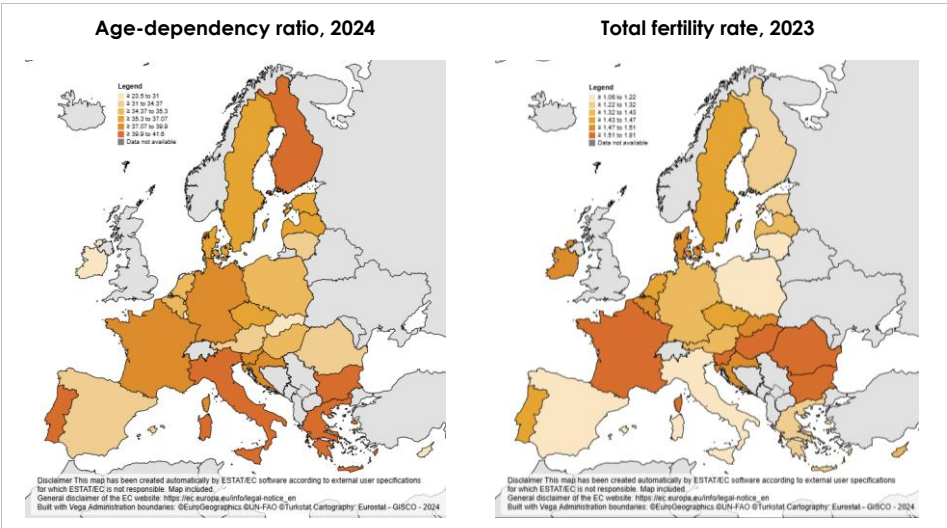 Age-dependency ratio, 2024
Legend
≥ 23.5 to 31
≥ 31 to 34.37
≥ 34.37 to 35.3
≥ 35.3 to 37.07
≥ 37.07 to 39.9
≥ 39.9 to 41.6
Data not available
Disclaimer This map has been created automatically by ESTAT/EC software according to external user specifications
for which ESTAT/EC is not responsible. Map included.
General disclaimer of the EC website: https://ec.europa.eu/info/legal-notice_en
Built with Vega Administration boundaries: ©EuroGeographics ©UN-FAO ©Turkstat Cartography: Eurostat - GISCO - 2024
Total fertility rate, 2023
Legend
≥ 1.06 to 1.22
≥ 1.22 to 1.32
≥ 1.32 to 1.43
≥ 1.43 to 1.47
≥ 1.47 to 1.51
≥ 1.51 to 1.81
Data not available
Disclaimer This map has been created automatically by ESTAT/EC software according to external user specifications
for which ESTAT/EC is not responsible. Map included.
General disclaimer of the EC website: https://ec.europa.eu/info/legal-notice_en
Built with Vega Administration boundaries: ©EuroGeographics ©UN-FAO ©Turkstat Cartography: Eurostat - GISCO - 2024